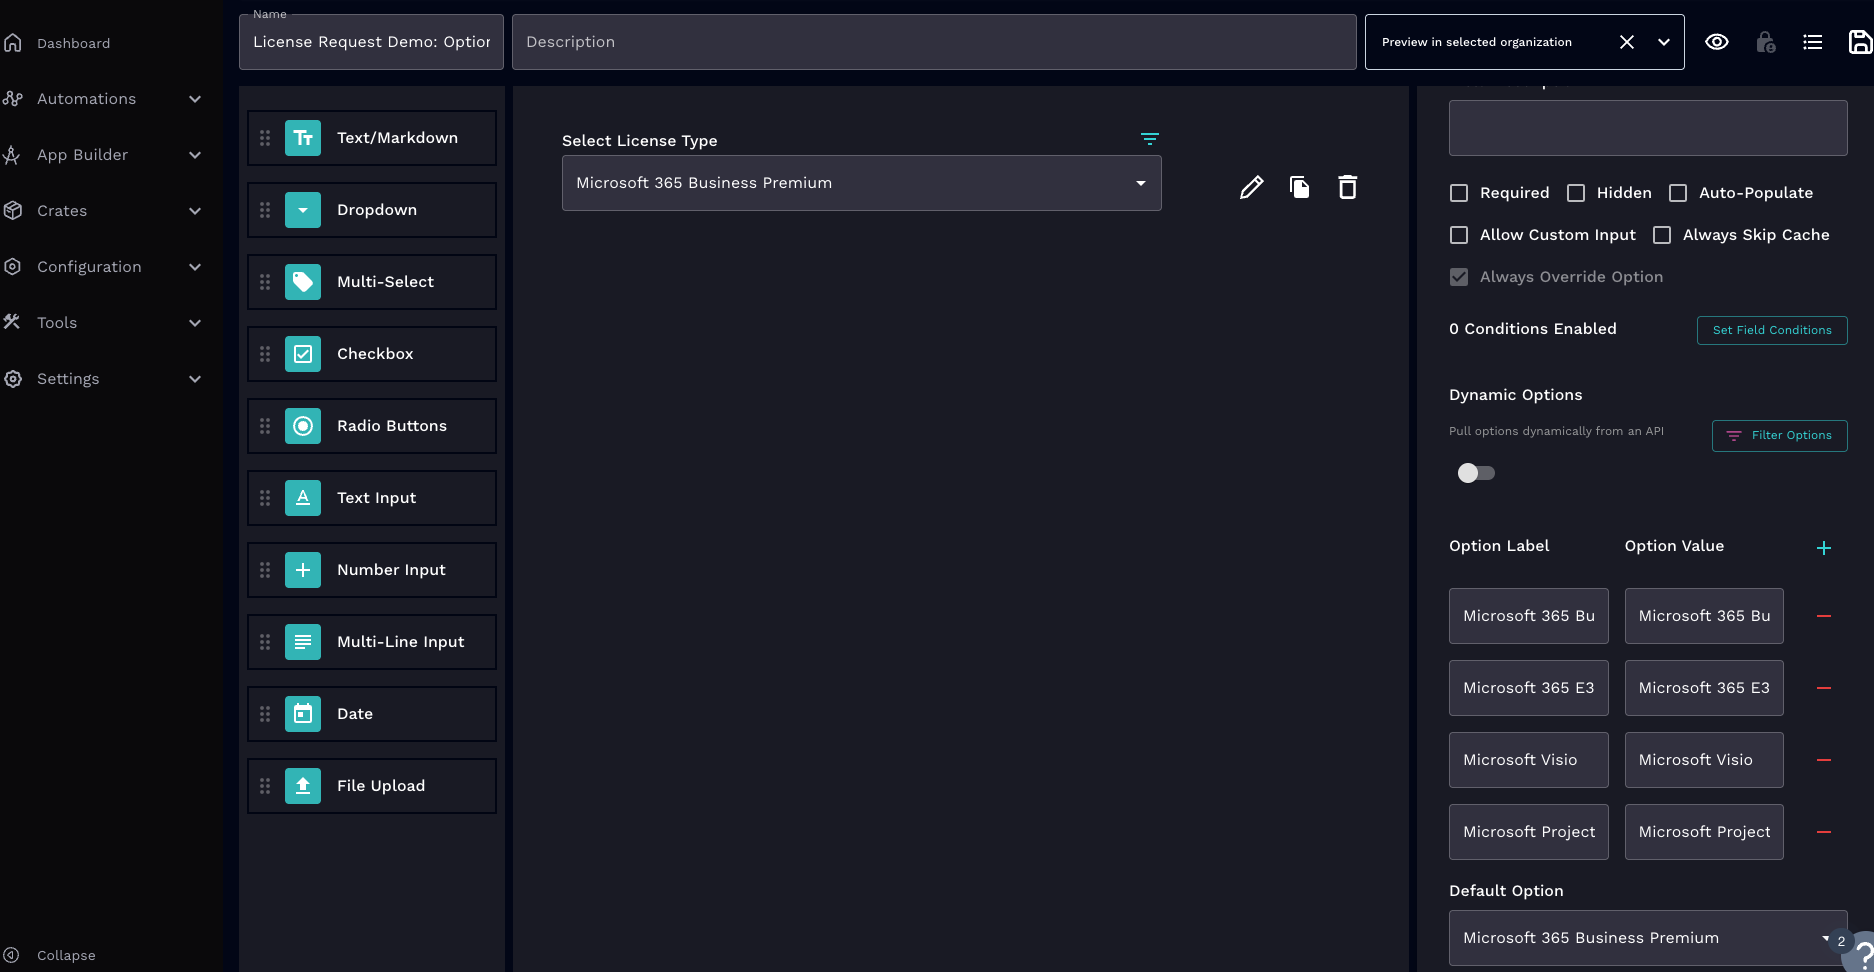 Dashboard
Automations
App Builder
Crates
Configuration
Tools
Settings
Collapse
Name
License Request Demo: Option
Description
Preview in selected organization
Text/Markdown
Dropdown
Multi-Select
Checkbox
Radio Buttons
Text Input
Number Input
Multi-Line Input
Date
File Upload
Select License Type
Microsoft 365 Business Premium
Required Hidden Auto-Populate
Allow Custom Input Always Skip Cache
Always Override Option
0 Conditions Enabled Set Field Conditions
Dynamic Options
Pull options dynamically from an API Filter Options
Option Label Option Value
Microsoft 365 Bu Microsoft 365 Bu
Microsoft 365 E3 Microsoft 365 E3
Microsoft Visio Microsoft Visio
Microsoft Project Microsoft Project
Default Option
Microsoft 365 Business Premium
2
?